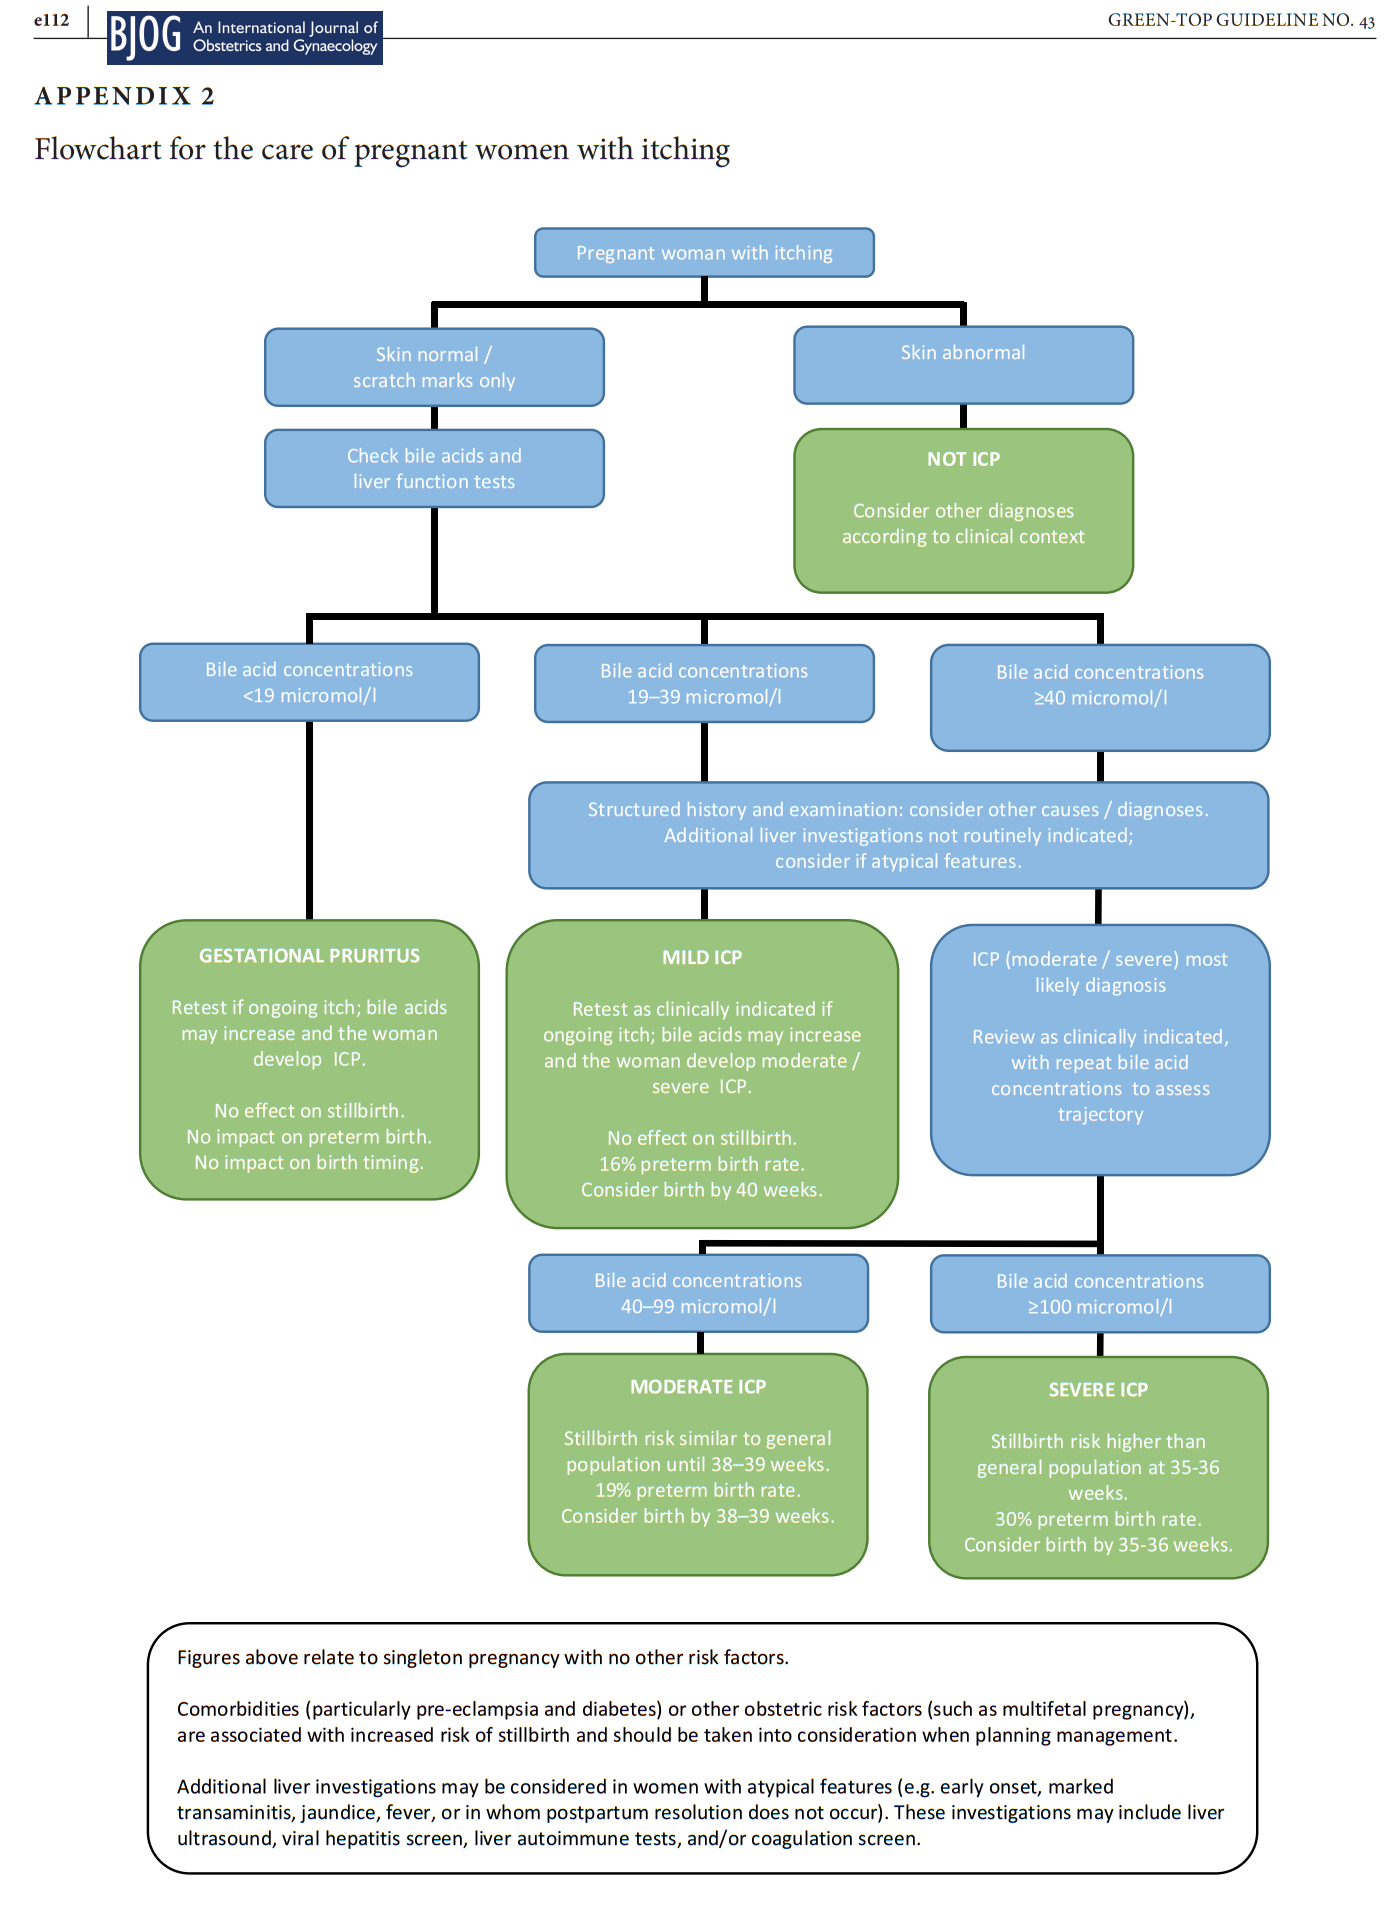 e112
BJOG An International Journal of
Obstetrics and Gynaecology
GREEN-TOP GUIDELINE NO. 43
APPENDIX 2
Flowchart for the care of pregnant women with itching
Pregnant woman with itching
Skin normal /
scratch marks only
Skin abnormal
Check bile acids and
liver function tests
NOT ICP
Consider other diagnoses
according to clinical context
Bile acid concentrations
<19 micromol/l
Bile acid concentrations
19–39 micromol/l
Bile acid concentrations
≥40 micromol/l
Structured history and examination: consider other causes / diagnoses.
Additional liver investigations not routinely indicated;
consider if atypical features.
GESTATIONAL PRURITUS
Retest if ongoing itch; bile acids
may increase and the woman
develop ICP.
No effect on stillbirth.
No impact on preterm birth.
No impact on birth timing.
MILD ICP
Retest as clinically indicated if
ongoing itch; bile acids may increase
and the woman develop moderate /
severe ICP.
No effect on stillbirth.
16% preterm birth rate.
Consider birth by 40 weeks.
ICP (moderate / severe) most
likely diagnosis
Review as clinically indicated,
with repeat bile acid
concentrations to assess
trajectory
Bile acid concentrations
40–99 micromol/l
Bile acid concentrations
≥100 micromol/l
MODERATE ICP
Stillbirth risk similar to general
population until 38–39 weeks.
19% preterm birth rate.
Consider birth by 38–39 weeks.
SEVERE ICP
Stillbirth risk higher than
general population at 35-36
weeks.
30% preterm birth rate.
Consider birth by 35-36 weeks.
Figures above relate to singleton pregnancy with no other risk factors.
Comorbidities (particularly pre-eclampsia and diabetes) or other obstetric risk factors (such as multifetal pregnancy),
are associated with increased risk of stillbirth and should be taken into consideration when planning management.
Additional liver investigations may be considered in women with atypical features (e.g. early onset, marked
transaminitis, jaundice, fever, or in whom postpartum resolution does not occur). These investigations may include liver
ultrasound, viral hepatitis screen, liver autoimmune tests, and/or coagulation screen.